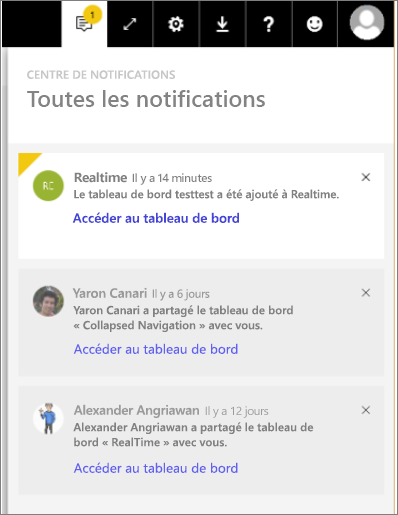 1
?
CENTRE DE NOTIFICATIONS
Toutes les notifications
RC
Realtime Il y a 14 minutes
Le tableau de bord testtest a été ajouté à Realtime.
Accéder au tableau de bord
Yaron Canari Il y a 6 jours
Yaron Canari a partagé le tableau de bord
« Collapsed Navigation » avec vous.
Accéder au tableau de bord
Alexander Angriawan Il y a 12 jours
Alexander Angriawan a partagé le tableau de
bord « RealTime » avec vous.
Accéder au tableau de bord